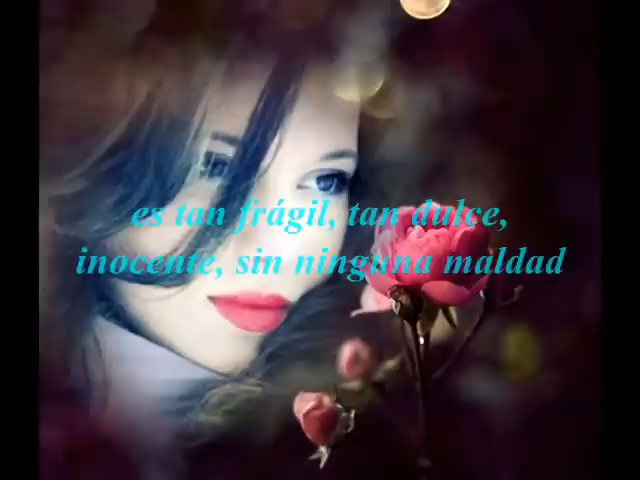 es tan frágil, tan dulce,
inocente, sin ninguna maldad